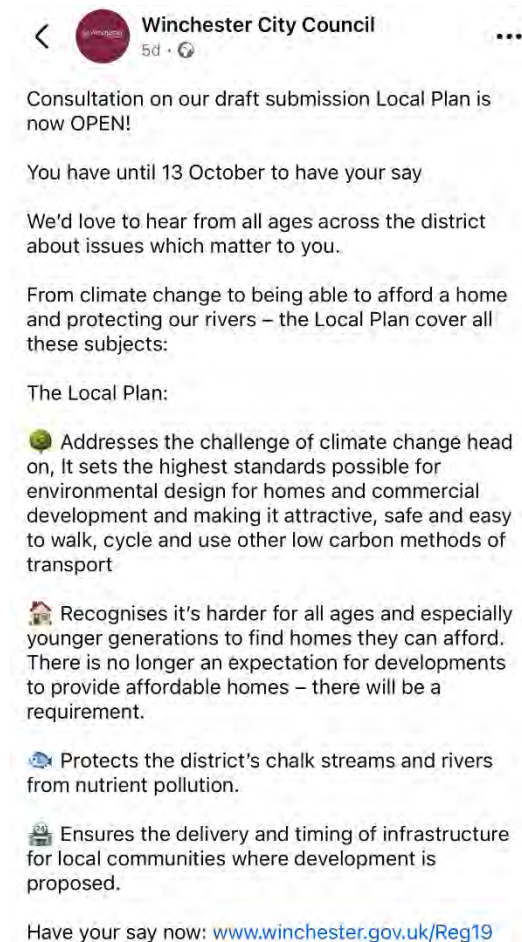 Winchester City Council
5d ·
Consultation on our draft submission Local Plan is
now OPEN!
You have until 13 October to have your say
We'd love to hear from all ages across the district
about issues which matter to you.
From climate change to being able to afford a home
and protecting our rivers – the Local Plan cover all
these subjects:
The Local Plan:
🌳 Addresses the challenge of climate change head
on, It sets the highest standards possible for
environmental design for homes and commercial
development and making it attractive, safe and easy
to walk, cycle and use other low carbon methods of
transport
🏠 Recognises it's harder for all ages and especially
younger generations to find homes they can afford.
There is no longer an expectation for developments
to provide affordable homes – there will be a
requirement.
🐟 Protects the district's chalk streams and rivers
from nutrient pollution.
🏤 Ensures the delivery and timing of infrastructure
for local communities where development is
proposed.
Have your say now: www.winchester.gov.uk/Reg19